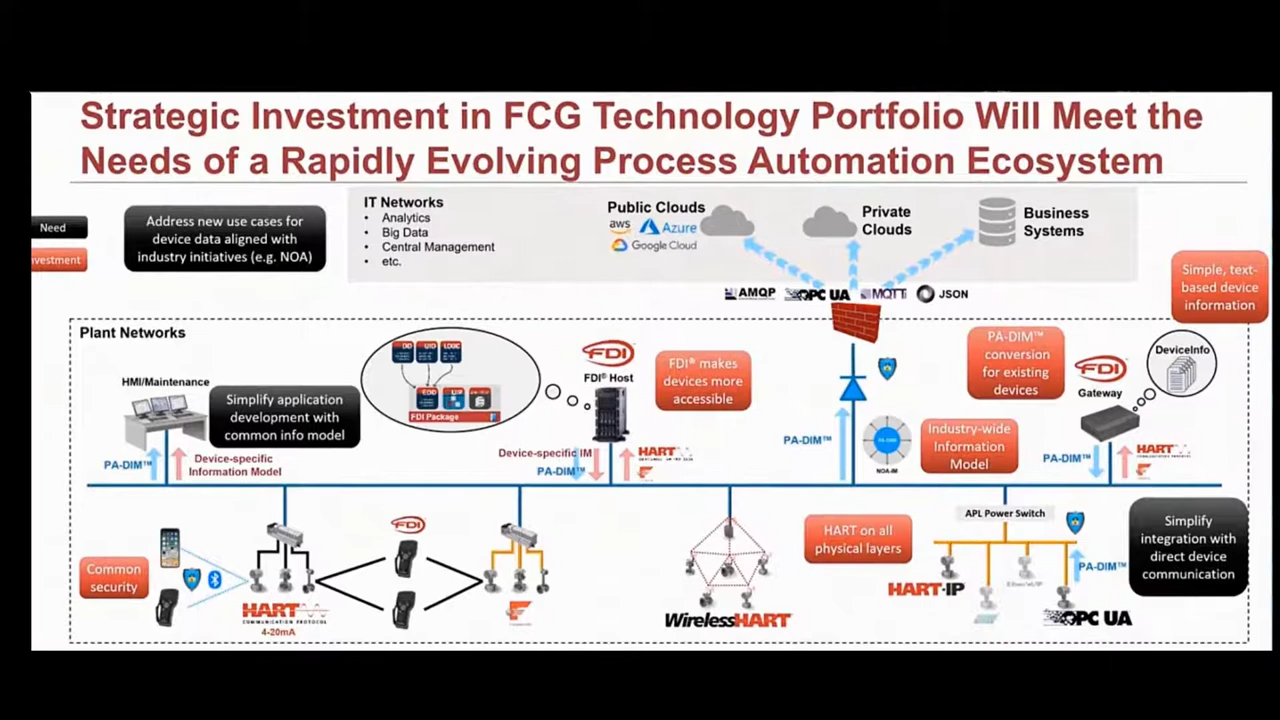 Strategic Investment in FCG Technology Portfolio Will Meet the
Needs of a Rapidly Evolving Process Automation Ecosystem
Need
Investment
Address new use cases for
device data aligned with
industry initiatives (e.g. NOA)
IT Networks
• Analytics
• Big Data
• Central Management
• etc.
Public Clouds
aws
Azure
Google Cloud
Private
Clouds
Business
Systems
AMQP
OPC UA
MQTT
JSON
Simple, text-
based device
information
Plant Networks
HMI/Maintenance
Simplify application
development with
common info model
PA-DIM™
Device-specific
Information Model
DD
UID
LOGIC
EDD
UIP
FDI Package
FDI
FDI® Host
FDI® makes
devices more
accessible
Device-specific IM
PA-DIM™
HART
PA-DIM™
PA-DIM
NOA-IM
Industry-wide
Information
Model
PA-DIM™
conversion
for existing
devices
FDI
Gateway
DeviceInfo
PA-DIM™
HART
Common
security
HART
COMMUNICATION PROTOCOL
4-20mA
FDI
WirelessHART
HART on all
physical layers
APL Power Switch
HART-IP
PA-DIM™
OPC UA
Simplify
integration with
direct device
communication